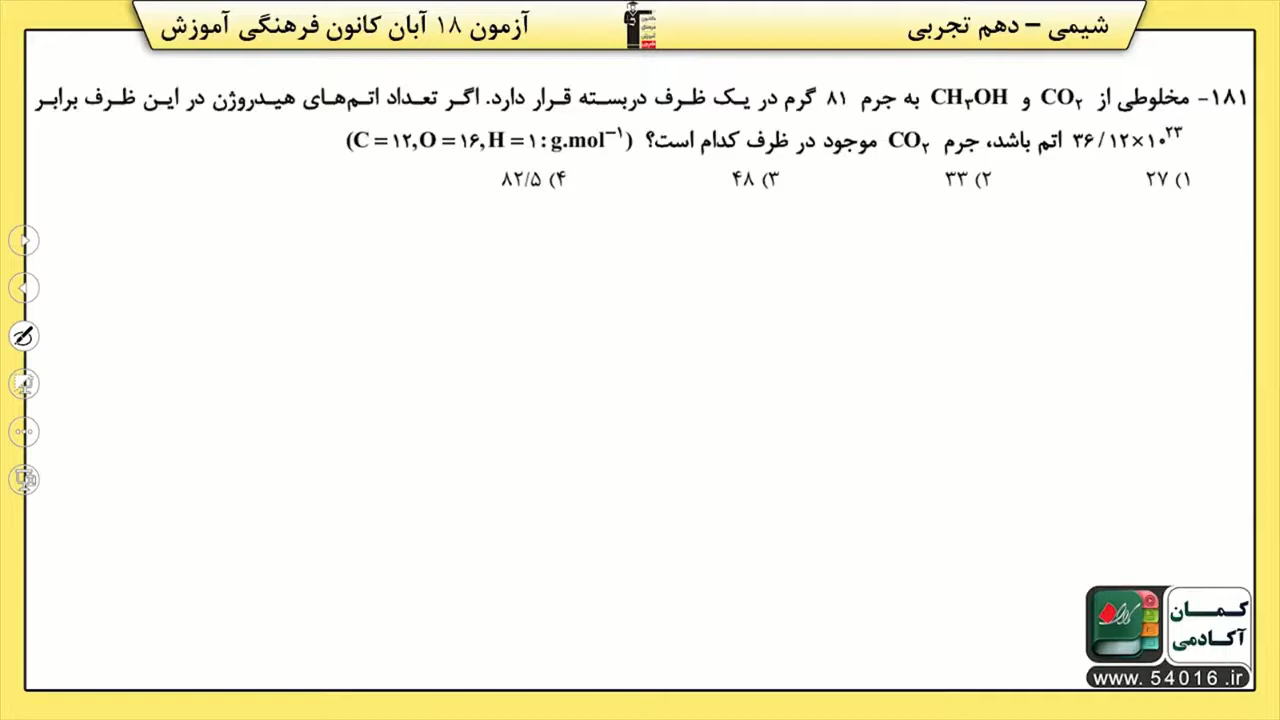 شیمی – دهم تجربی
آزمون ۱۸ آبان کانون فرهنگی آموزش
۱۸۱- مخلوطی از CO۲ و CH۳OH به جرم ۸۱ گرم در یک ظرف دربسته قرار دارد. اگر تعداد اتم‌های هیدروژن در این ظرف برابر
۳۶/۱۲×۱۰^۲۳ اتم باشد، جرم CO۲ موجود در ظرف کدام است؟ (C = ۱۲, O = ۱۶, H = ۱ : g.mol^−۱)
۱) ۲۷ ۲) ۳۳ ۳) ۴۸ ۴) ۸۲/۵
کمان
آکادمی
www. 54016 .ir